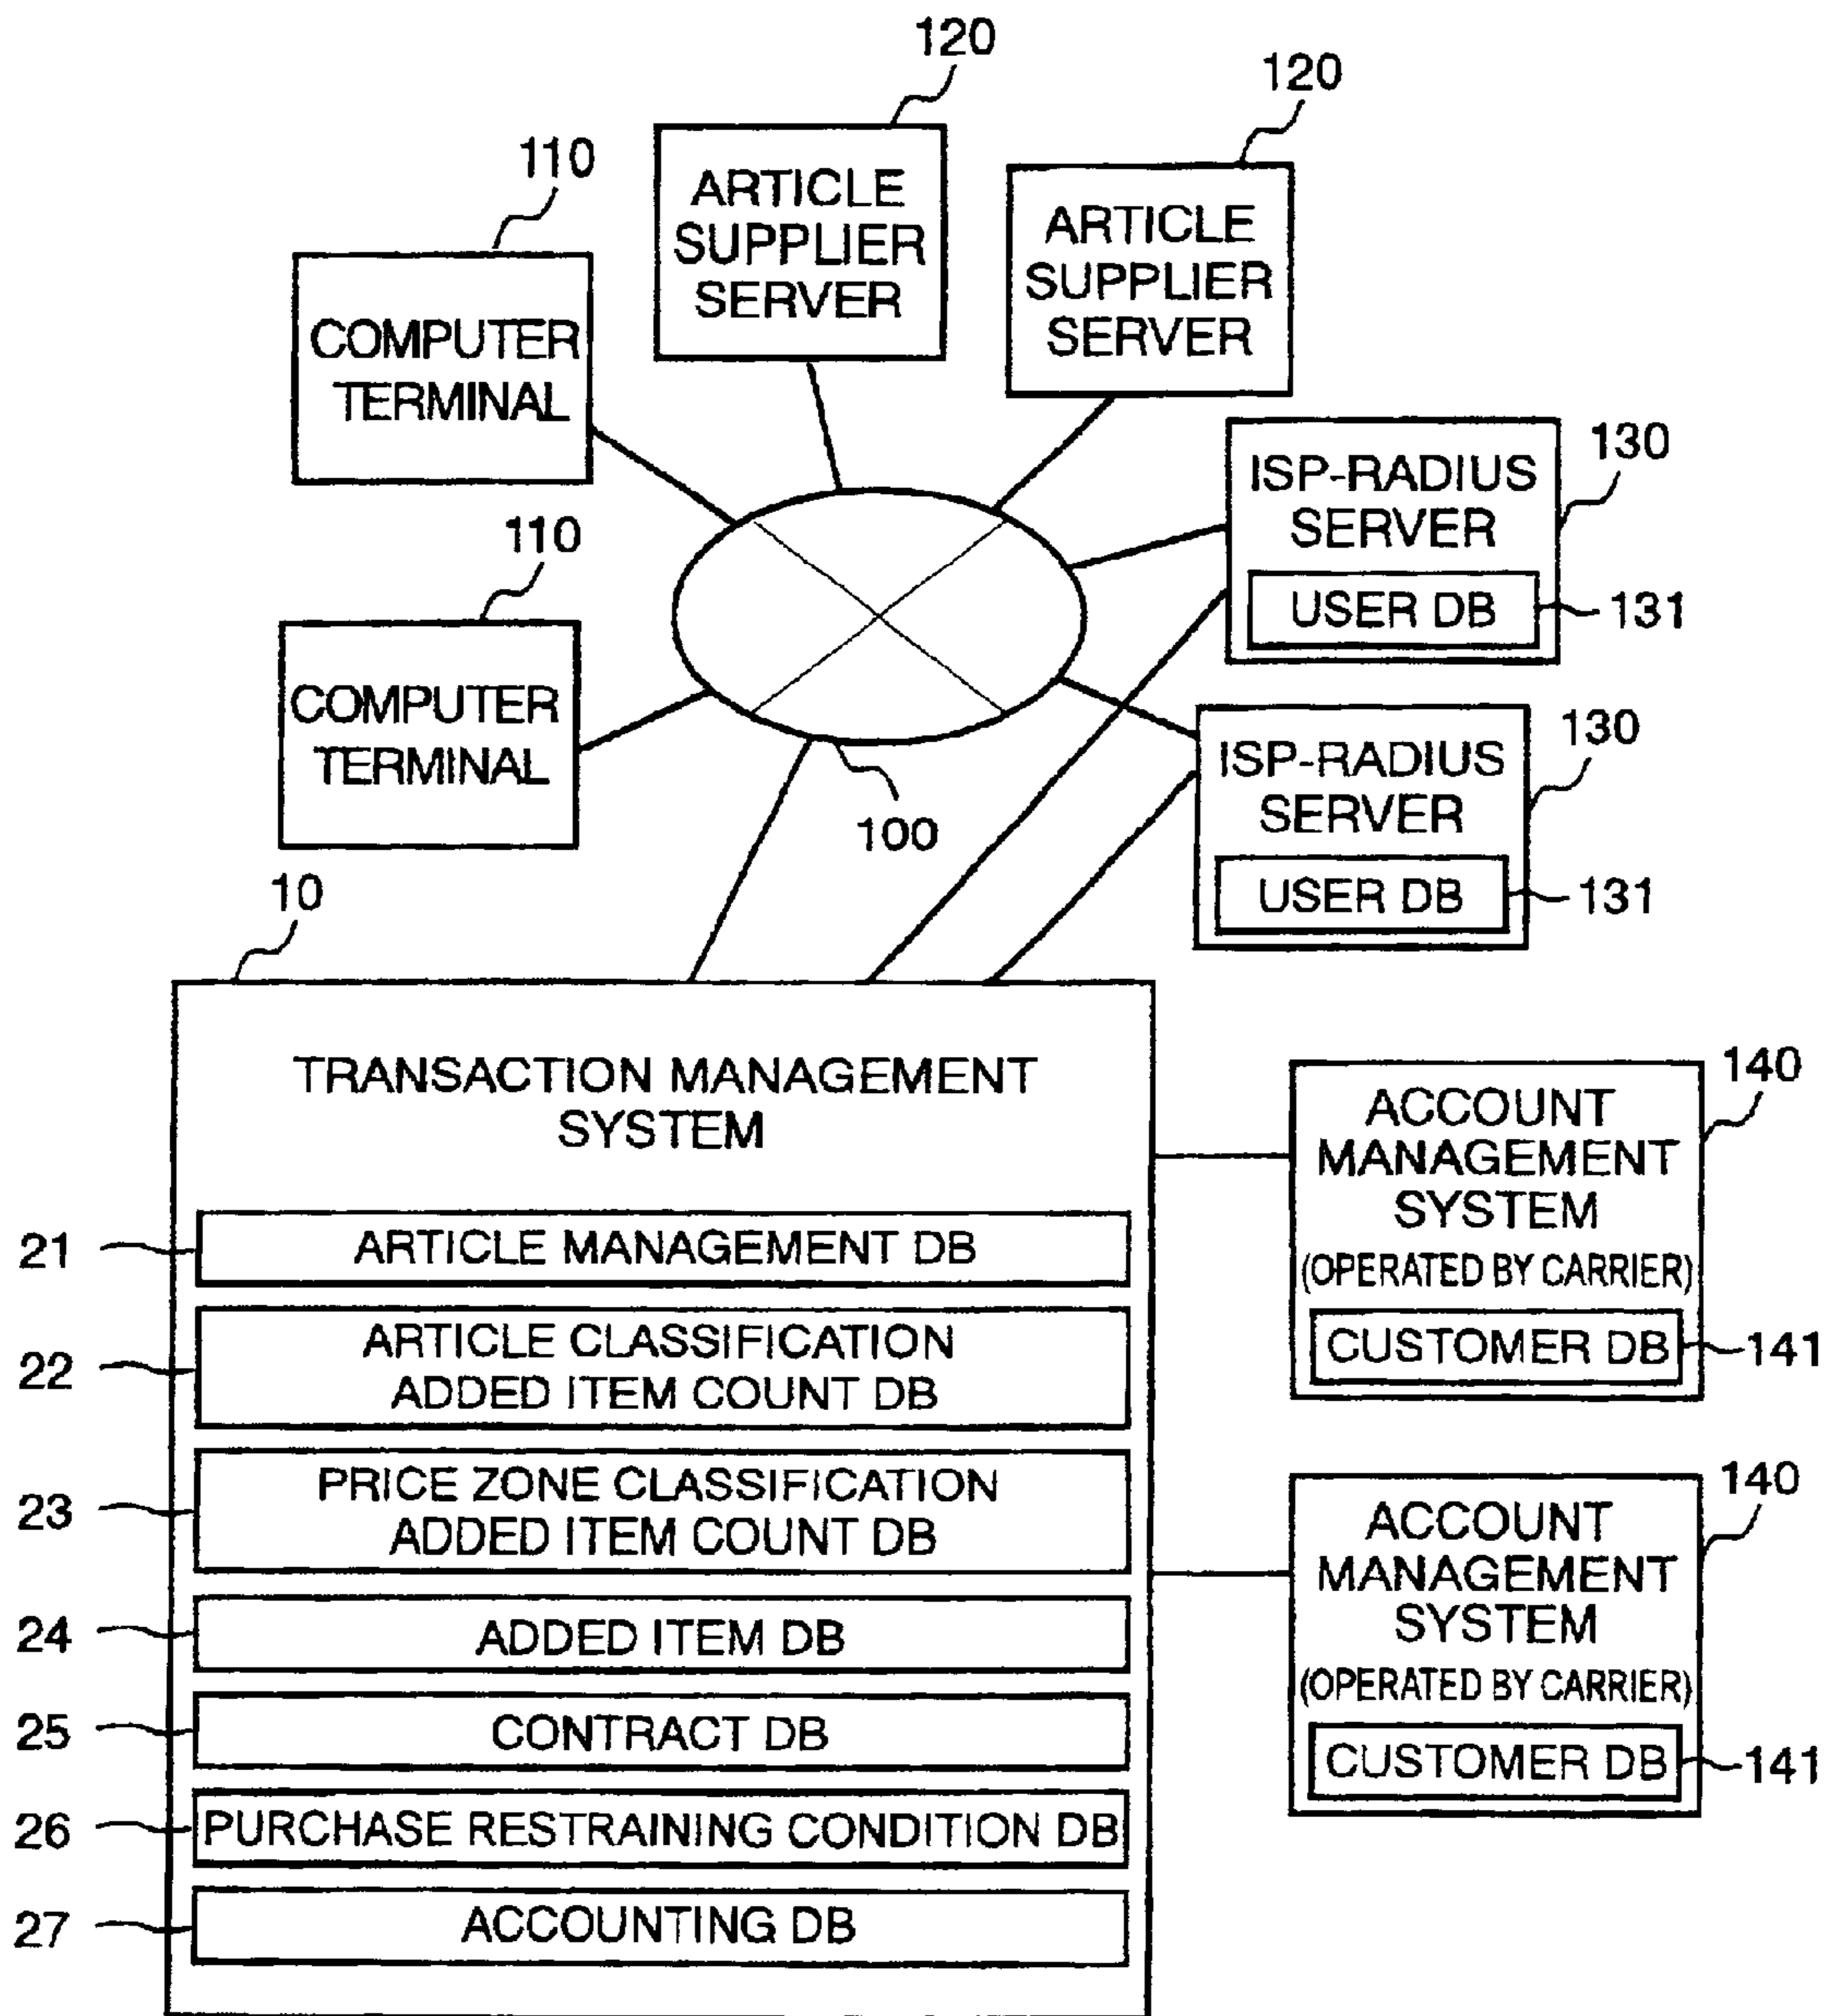 120
120
110
ARTICLE
SUPPLIER
SERVER
ARTICLE
SUPPLIER
SERVER
COMPUTER
TERMINAL
130
ISP-RADIUS
SERVER
USER DB
131
110
COMPUTER
TERMINAL
130
ISP-RADIUS
SERVER
USER DB
131
100
10
TRANSACTION MANAGEMENT
SYSTEM
21
ARTICLE MANAGEMENT DB
22
ARTICLE CLASSIFICATION
ADDED ITEM COUNT DB
23
PRICE ZONE CLASSIFICATION
ADDED ITEM COUNT DB
24
ADDED ITEM DB
25
CONTRACT DB
26
PURCHASE RESTRAINING CONDITION DB
27
ACCOUNTING DB
140
ACCOUNT
MANAGEMENT
SYSTEM
(OPERATED BY CARRIER)
CUSTOMER DB
141
140
ACCOUNT
MANAGEMENT
SYSTEM
(OPERATED BY CARRIER)
CUSTOMER DB
141